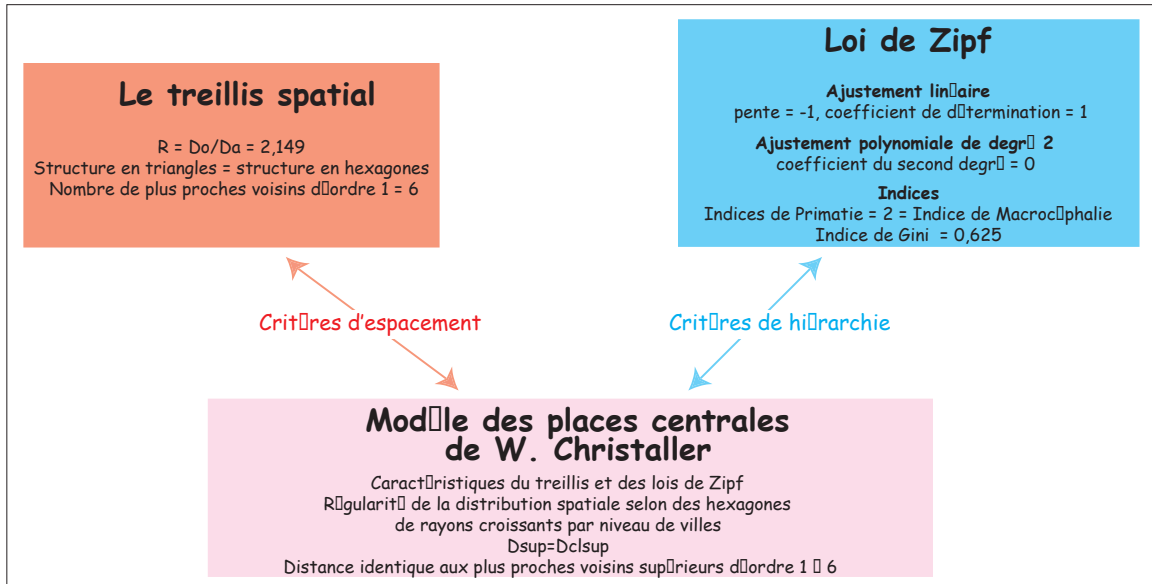 Le treillis spatial
R = Do/Da = 2,149
Structure en triangles = structure en hexagones
Nombre de plus proches voisins d▯ordre 1 = 6
Loi de Zipf
Ajustement lin▯aire
pente = -1, coefficient de d▯termination = 1
Ajustement polynomiale de degr▯ 2
coefficient du second degr▯ = 0
Indices
Indices de Primatie = 2 = Indice de Macroc▯phalie
Indice de Gini = 0,625
Crit▯res d'espacement
Crit▯res de hi▯rarchie
Mod▯le des places centrales
de W. Christaller
Caract▯ristiques du treillis et des lois de Zipf
R▯gularit▯ de la distribution spatiale selon des hexagones
de rayons croissants par niveau de villes
Dsup=Dclsup
Distance identique aux plus proches voisins sup▯rieurs d▯ordre 1 ▯ 6